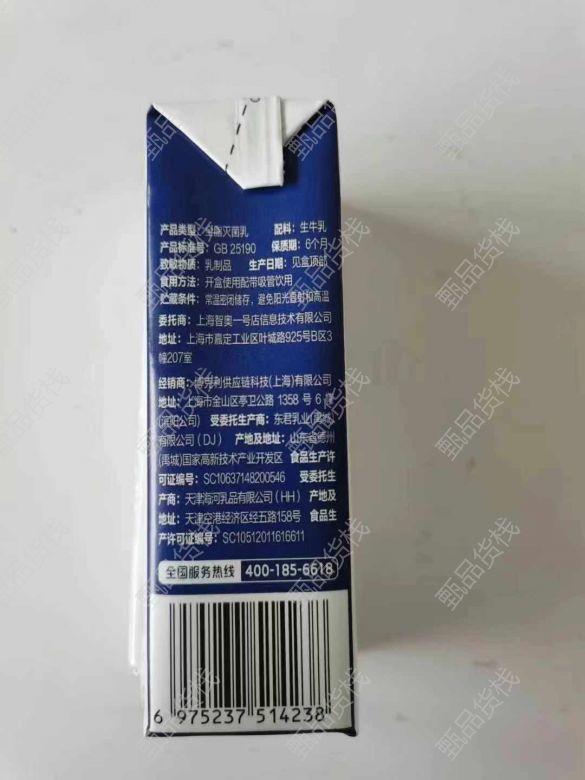 产品类型：全脂灭菌乳 配料：生牛乳
产品标准号：GB 25190 保质期：6个月
致敏物质：乳制品 生产日期：见盒顶部
食用方法：开盒使用配带吸管饮用
贮藏条件：常温密闭储存，避免阳光直射和高温
委托商：上海智奥一号店信息技术有限公司
地址：上海市嘉定工业区叶城路925号B区3
幢207室
经销商：博克利供应链科技(上海)有限公司
地址：上海市金山区亭卫公路 1358 号 6 幢
(滨阳公司) 受委托生产商：东君乳业(禹城)
有限公司(DJ) 产地及地址：山东省德州
(禹城)国家高新技术产业开发区 食品生产许
可证编号：SC10637148200546 受委托生
产商：天津海河乳品有限公司(HH) 产地及
地址：天津空港经济区经五路158号 食品生
产许可证编号：SC10512011616611
全国服务热线 400-185-6618
6 975237 514238
甄品货栈